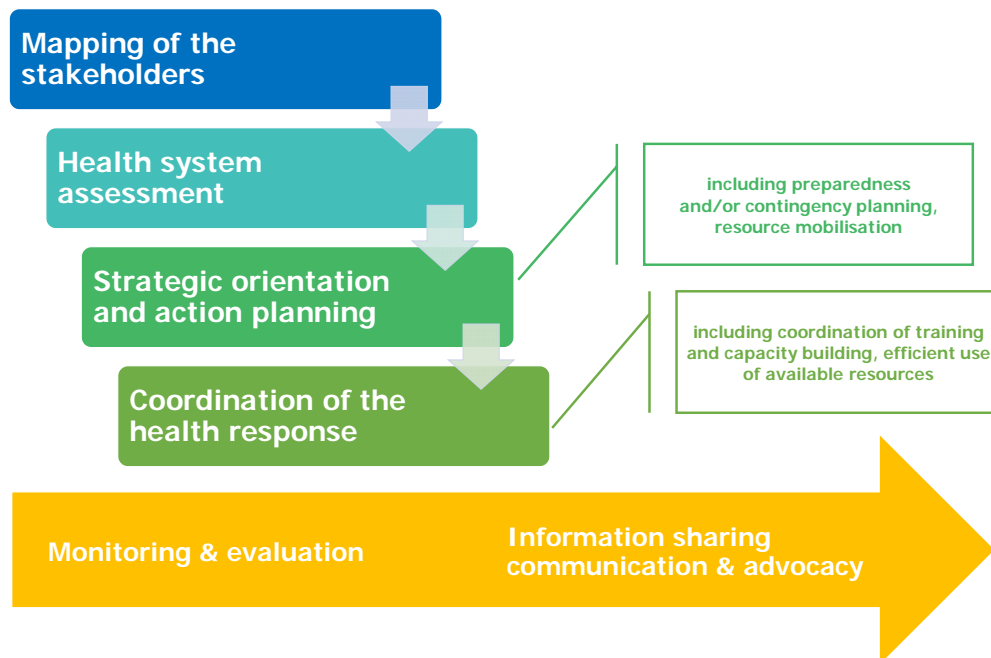 Mapping of the
stakeholders
Health system
assessment
including preparedness
and/or contingency planning,
resource mobilisation
Strategic orientation
and action planning
including coordination of training
and capacity building, efficient use
of available resources
Coordination of the
health response
Monitoring & evaluation
Information sharing
communication & advocacy